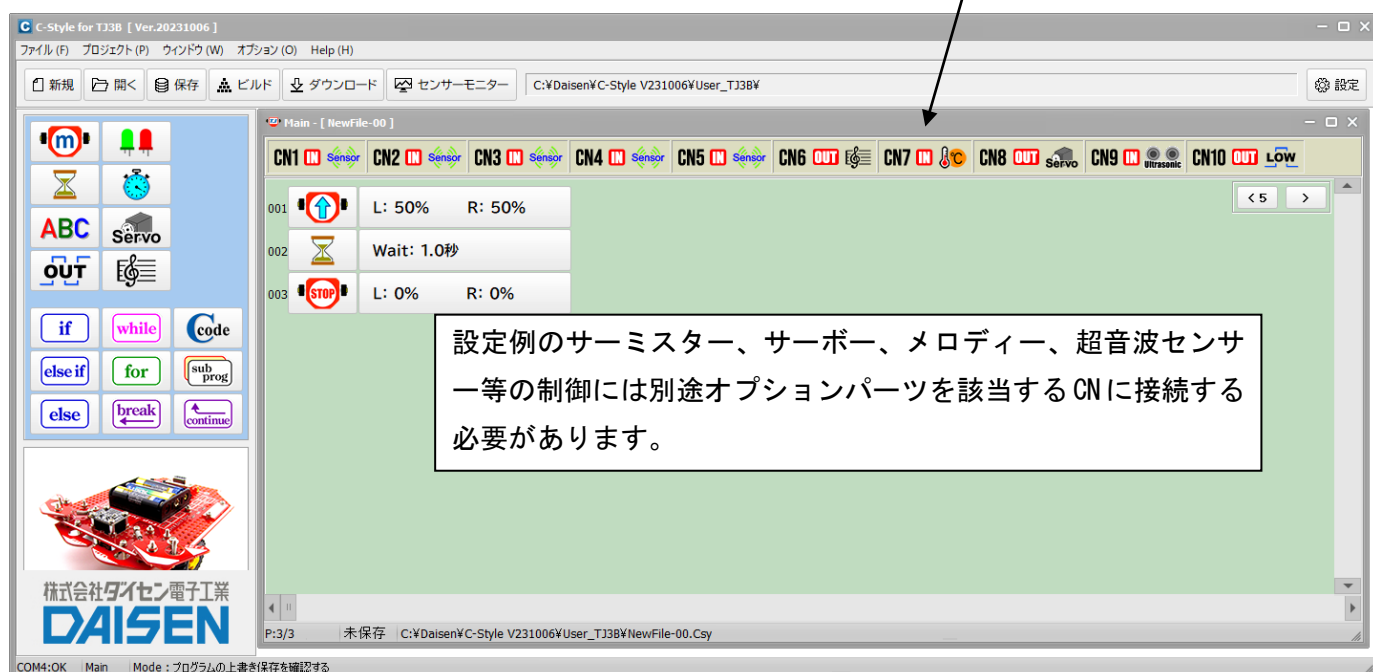 C-Style for TJ3B [ Ver.20231006 ]
ファイル (F) プロジェクト (P) ウィンドウ (W) オプション (O) Help (H)
新規 開く 保存 ビルド ダウンロード センサーモニター C:¥Daisen¥C-Style V231006¥User_TJ3B¥ 設定
Main - [ NewFile-00 ]
CN1 IN Sensor CN2 IN Sensor CN3 IN Sensor CN4 IN Sensor CN5 IN Sensor CN6 OUT CN7 IN ℃ CN8 OUT Servo CN9 IN Ultrasonic CN10 OUT LOW
m
ABC Servo
OUT
if while Code
else if for sub prog
else break continue
001 L: 50% R: 50%
002 Wait: 1.0秒
003 STOP L: 0% R: 0%
< 5 >
設定例のサーミスター、サーボー、メロディー、超音波センサ
ー等の制御には別途オプションパーツを該当するCNに接続する
必要があります。
株式会社ダイセン電子工業
DAISEN
P:3/3 未保存 C:¥Daisen¥C-Style V231006¥User_TJ3B¥NewFile-00.Csy
COM4:OK Main Mode : プログラムの上書き保存を確認する